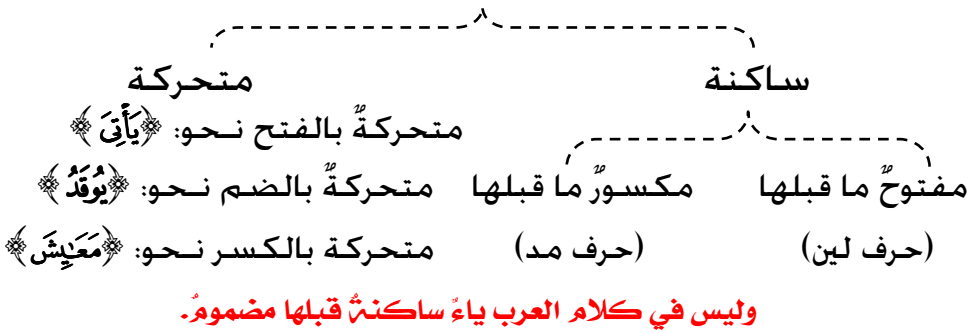 ساكنة متحركة
متحركةٌ بالفتح نحو: ﴿يَأۡتِىَ﴾
مفتوحٌ ما قبلها مكسورٌ ما قبلها متحركةٌ بالضم نحو: ﴿يُوقَدُ﴾
(حرف لين) (حرف مد) متحركة بالكسر نحو: ﴿مَعَٰيِشَ﴾
وليس في كلام العرب ياءٌ ساكنةٌ قبلها مضمومٌ.